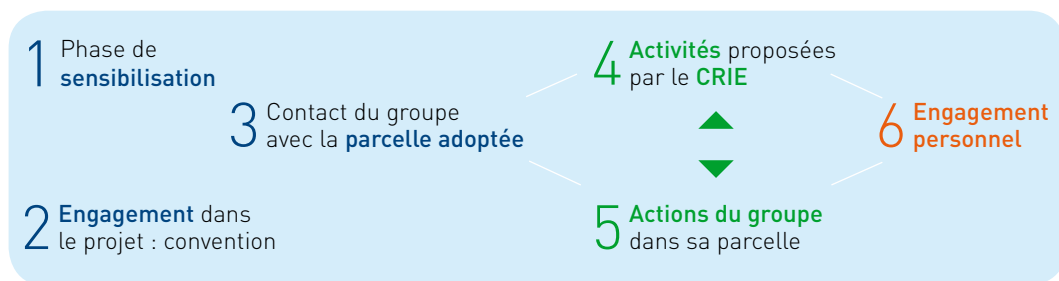 1 Phase de
sensibilisation
2 Engagement dans
le projet : convention
3 Contact du groupe
avec la parcelle adoptée
4 Activités proposées
par le CRIE
5 Actions du groupe
dans sa parcelle
6 Engagement
personnel